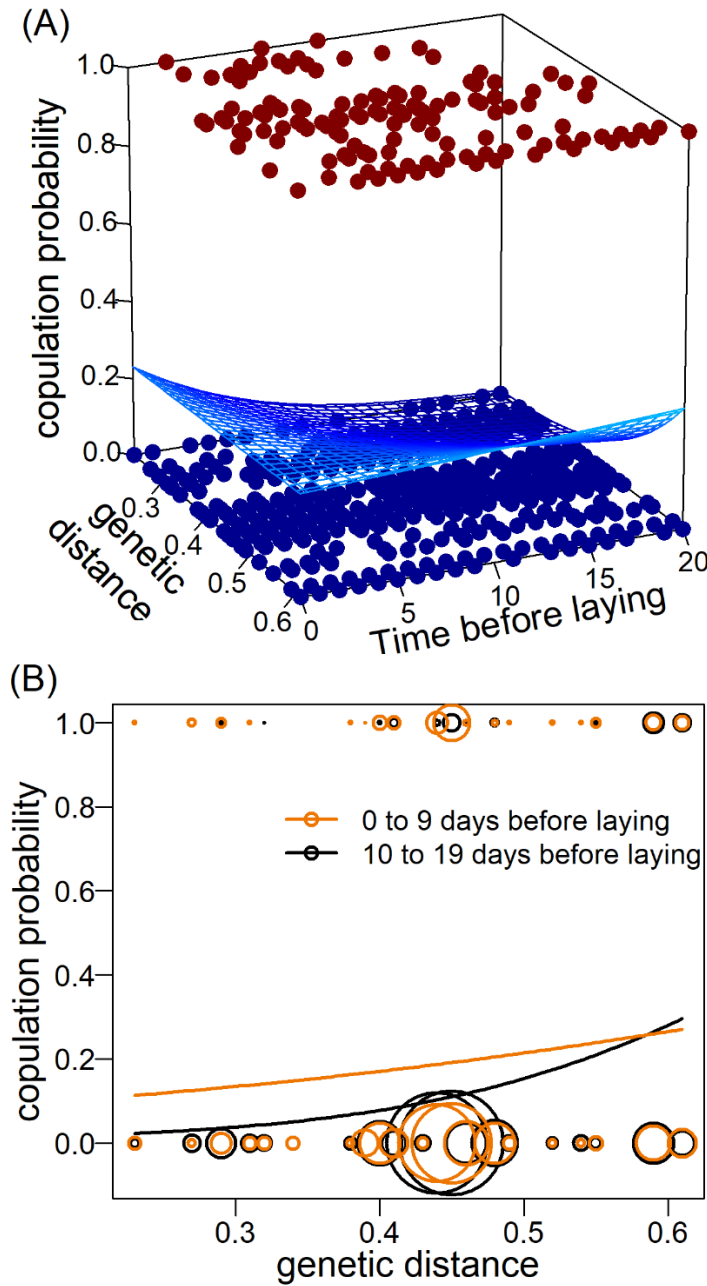 (A)
1.0
0.8
0.6
0.4
0.2
0.0
copulation probability
0.3
0.4
0.5
0.6
genetic
distance
0
5
10
15
20
Time before laying
(B)
1.0
0.8
0.6
0.4
0.2
0.0
copulation probability
0 to 9 days before laying
10 to 19 days before laying
0.3
0.4
0.5
0.6
genetic distance